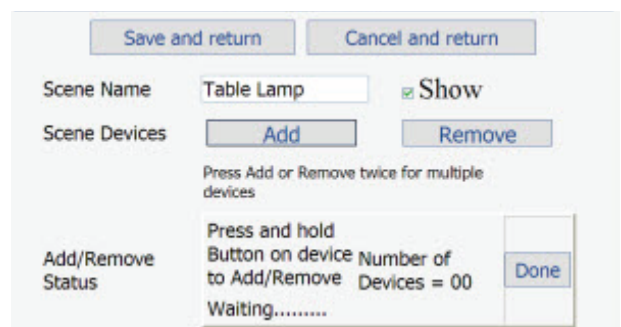 Save and return Cancel and return
Scene Name Table Lamp Show
Scene Devices Add Remove
Press Add or Remove twice for multiple
devices
Add/Remove
Status
Press and hold
Button on device
to Add/Remove
Waiting.........
Number of
Devices = 00
Done